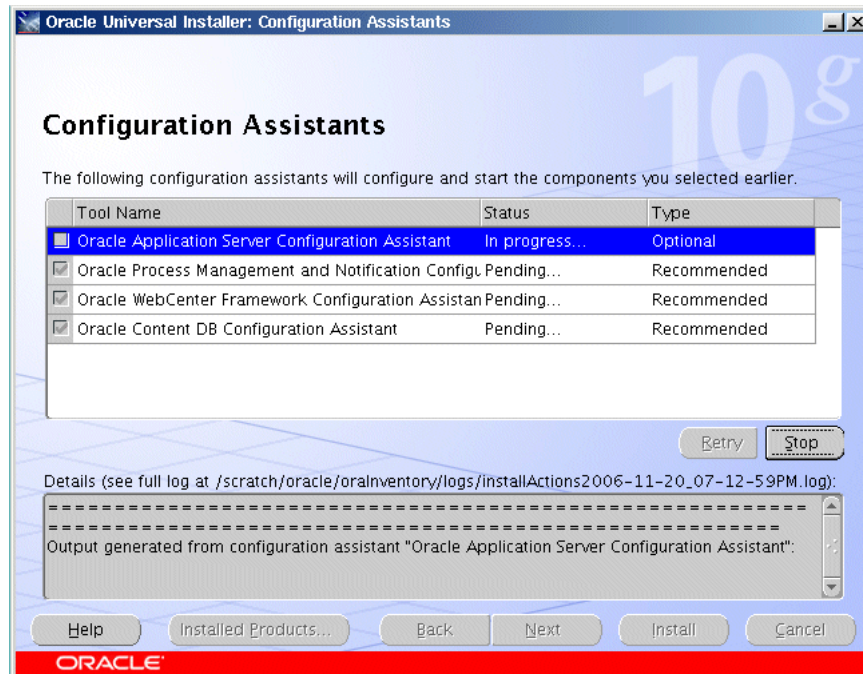 Oracle Universal Installer: Configuration Assistants
10g
Configuration Assistants
The following configuration assistants will configure and start the components you selected earlier.
Tool Name Status Type
Oracle Application Server Configuration Assistant In progress... Optional
Oracle Process Management and Notification Configu Pending... Recommended
Oracle WebCenter Framework Configuration Assistan Pending... Recommended
Oracle Content DB Configuration Assistant Pending... Recommended
Retry Stop
Details (see full log at /scratch/oracle/oraInventory/logs/installActions2006-11-20_07-12-59PM.log):
===========================================================
=========================================================
Output generated from configuration assistant "Oracle Application Server Configuration Assistant":
Help Installed Products... Back Next Install Cancel
ORACLE